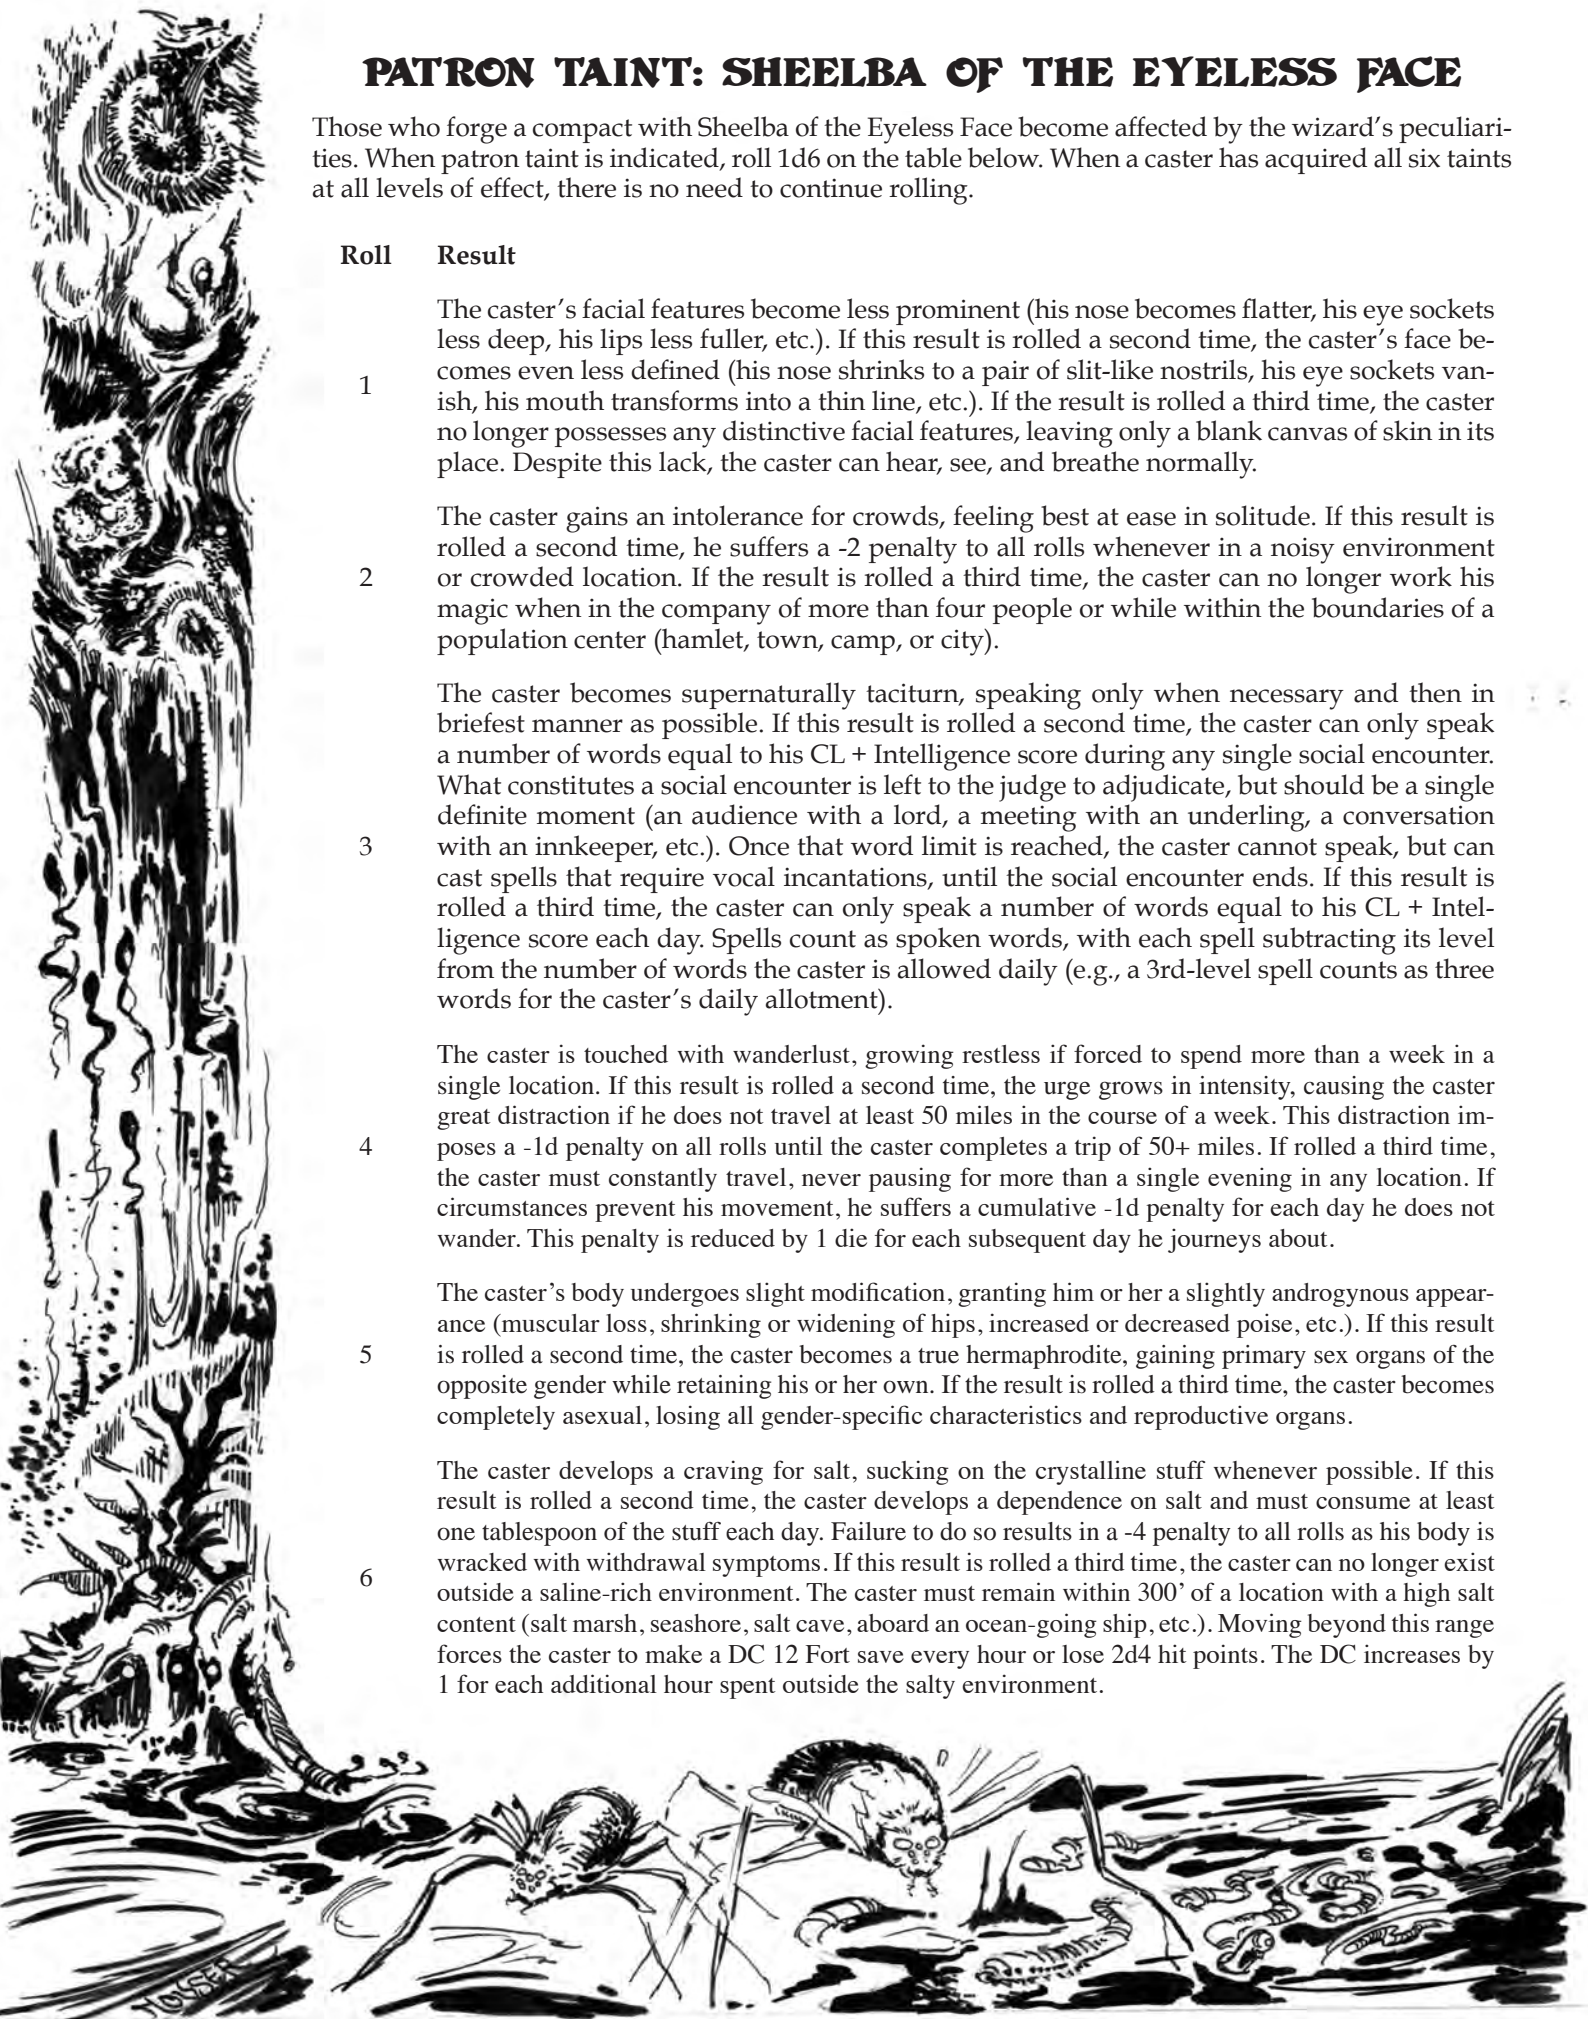 PATRON TAINT: SHEELBA OF THE EYELESS FACE
Those who forge a compact with Sheelba of the Eyeless Face become affected by the wizard's peculiari-
ties. When patron taint is indicated, roll 1d6 on the table below. When a caster has acquired all six taints
at all levels of effect, there is no need to continue rolling.
Roll Result
The caster's facial features become less prominent (his nose becomes flatter, his eye sockets
less deep, his lips less fuller, etc.). If this result is rolled a second time, the caster's face be-
comes even less defined (his nose shrinks to a pair of slit-like nostrils, his eye sockets van-
1
ish, his mouth transforms into a thin line, etc.). If the result is rolled a third time, the caster
no longer possesses any distinctive facial features, leaving only a blank canvas of skin in its
place. Despite this lack, the caster can hear, see, and breathe normally.
The caster gains an intolerance for crowds, feeling best at ease in solitude. If this result is
rolled a second time, he suffers a -2 penalty to all rolls whenever in a noisy environment
2 or crowded location. If the result is rolled a third time, the caster can no longer work his
magic when in the company of more than four people or while within the boundaries of a
population center (hamlet, town, camp, or city).
The caster becomes supernaturally taciturn, speaking only when necessary and then in
briefest manner as possible. If this result is rolled a second time, the caster can only speak
a number of words equal to his CL + Intelligence score during any single social encounter.
What constitutes a social encounter is left to the judge to adjudicate, but should be a single
definite moment (an audience with a lord, a meeting with an underling, a conversation
3 with an innkeeper, etc.). Once that word limit is reached, the caster cannot speak, but can
cast spells that require vocal incantations, until the social encounter ends. If this result is
rolled a third time, the caster can only speak a number of words equal to his CL + Intel-
ligence score each day. Spells count as spoken words, with each spell subtracting its level
from the number of words the caster is allowed daily (e.g., a 3rd-level spell counts as three
words for the caster's daily allotment).
The caster is touched with wanderlust, growing restless if forced to spend more than a week in a
single location. If this result is rolled a second time, the urge grows in intensity, causing the caster
great distraction if he does not travel at least 50 miles in the course of a week. This distraction im-
4 poses a -1d penalty on all rolls until the caster completes a trip of 50+ miles. If rolled a third time,
the caster must constantly travel, never pausing for more than a single evening in any location. If
circumstances prevent his movement, he suffers a cumulative -1d penalty for each day he does not
wander. This penalty is reduced by 1 die for each subsequent day he journeys about.
The caster's body undergoes slight modification, granting him or her a slightly androgynous appear-
ance (muscular loss, shrinking or widening of hips, increased or decreased poise, etc.). If this result
5 is rolled a second time, the caster becomes a true hermaphrodite, gaining primary sex organs of the
opposite gender while retaining his or her own. If the result is rolled a third time, the caster becomes
completely asexual, losing all gender-specific characteristics and reproductive organs.
The caster develops a craving for salt, sucking on the crystalline stuff whenever possible. If this
result is rolled a second time, the caster develops a dependence on salt and must consume at least
one tablespoon of the stuff each day. Failure to do so results in a -4 penalty to all rolls as his body is
wracked with withdrawal symptoms. If this result is rolled a third time, the caster can no longer exist
6
outside a saline-rich environment. The caster must remain within 300' of a location with a high salt
content (salt marsh, seashore, salt cave, aboard an ocean-going ship, etc.). Moving beyond this range
forces the caster to make a DC 12 Fort save every hour or lose 2d4 hit points. The DC increases by
1 for each additional hour spent outside the salty environment.